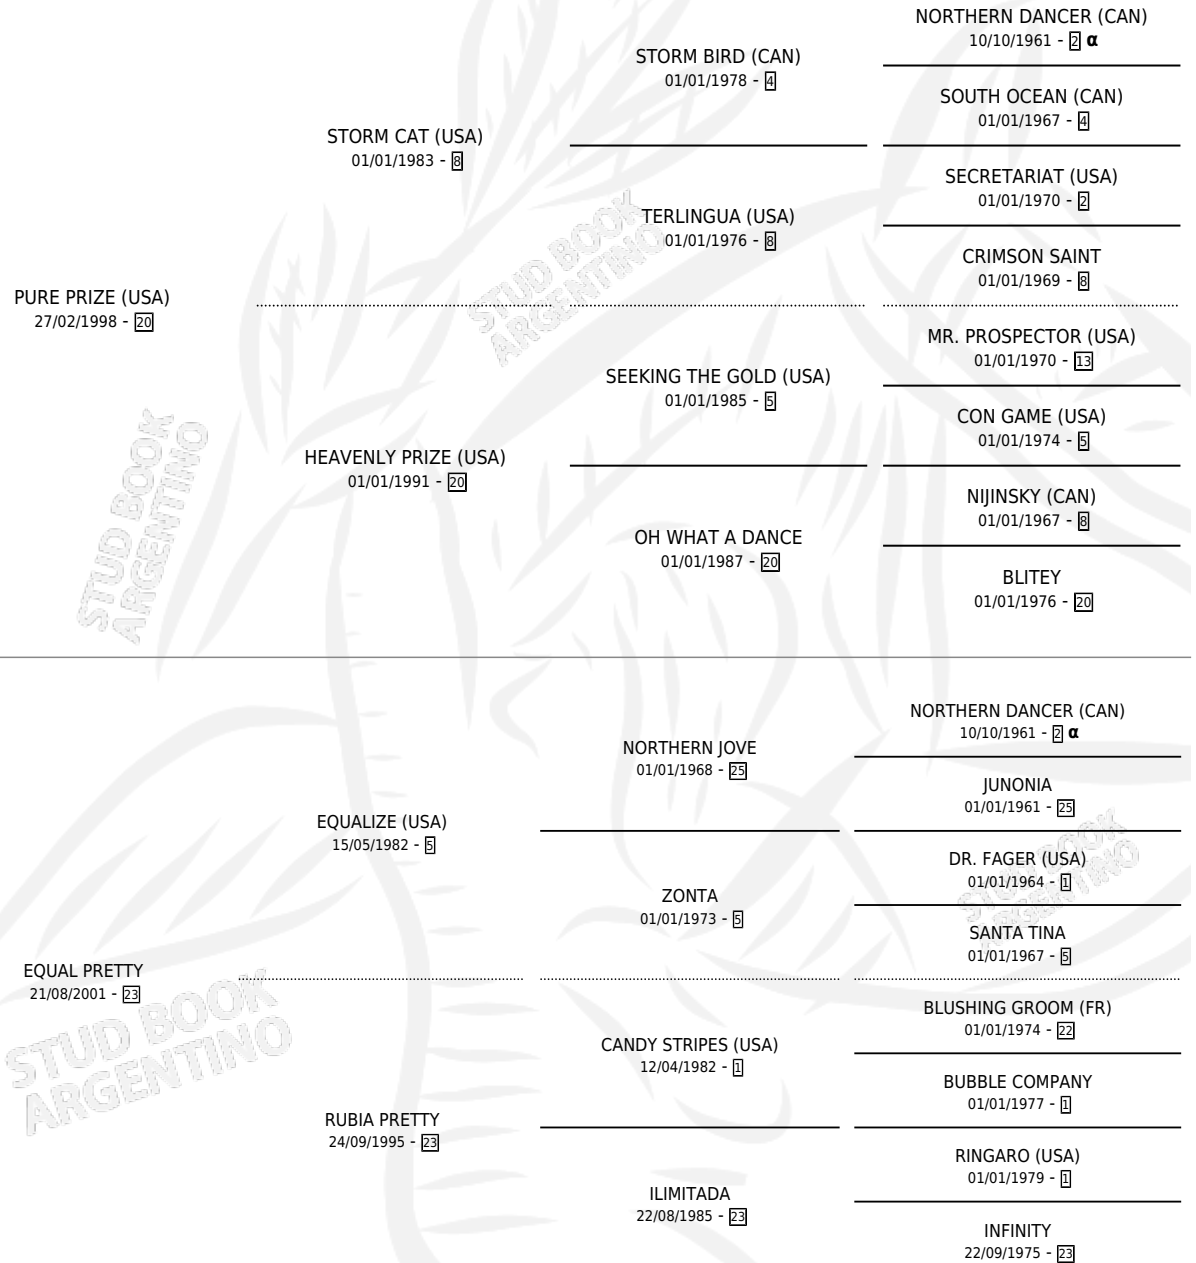 NORTHERN DANCER (CAN)
10/10/1961 - 2 α
STORM BIRD (CAN)
01/01/1978 - 4
SOUTH OCEAN (CAN)
01/01/1967 - 4
STORM CAT (USA)
01/01/1983 - 8
SECRETARIAT (USA)
01/01/1970 - 2
TERLINGUA (USA)
01/01/1976 - 8
CRIMSON SAINT
01/01/1969 - 8
STUD BOOK
ARGENTINO
PURE PRIZE (USA)
27/02/1998 - 20
MR. PROSPECTOR (USA)
01/01/1970 - 13
SEEKING THE GOLD (USA)
01/01/1985 - 5
CON GAME (USA)
01/01/1974 - 5
HEAVENLY PRIZE (USA)
01/01/1991 - 20
NIJINSKY (CAN)
01/01/1967 - 8
OH WHAT A DANCE
01/01/1987 - 20
BLITEY
01/01/1976 - 20
STUD BOOK
ARGENTINO
NORTHERN DANCER (CAN)
10/10/1961 - 2 α
NORTHERN JOVE
01/01/1968 - 25
JUNONIA
01/01/1961 - 25
EQUALIZE (USA)
15/05/1982 - 5
DR. FAGER (USA)
01/01/1964 - 1
ZONTA
01/01/1973 - 5
SANTA TINA
01/01/1967 - 5
STUD BOOK
ARGENTINO
EQUAL PRETTY
21/08/2001 - 23
BLUSHING GROOM (FR)
01/01/1974 - 22
CANDY STRIPES (USA)
12/04/1982 - 1
BUBBLE COMPANY
01/01/1977 - 1
RUBIA PRETTY
24/09/1995 - 23
RINGARO (USA)
01/01/1979 - 1
ILIMITADA
22/08/1985 - 23
INFINITY
22/09/1975 - 23
STUD BOOK
ARGENTINO